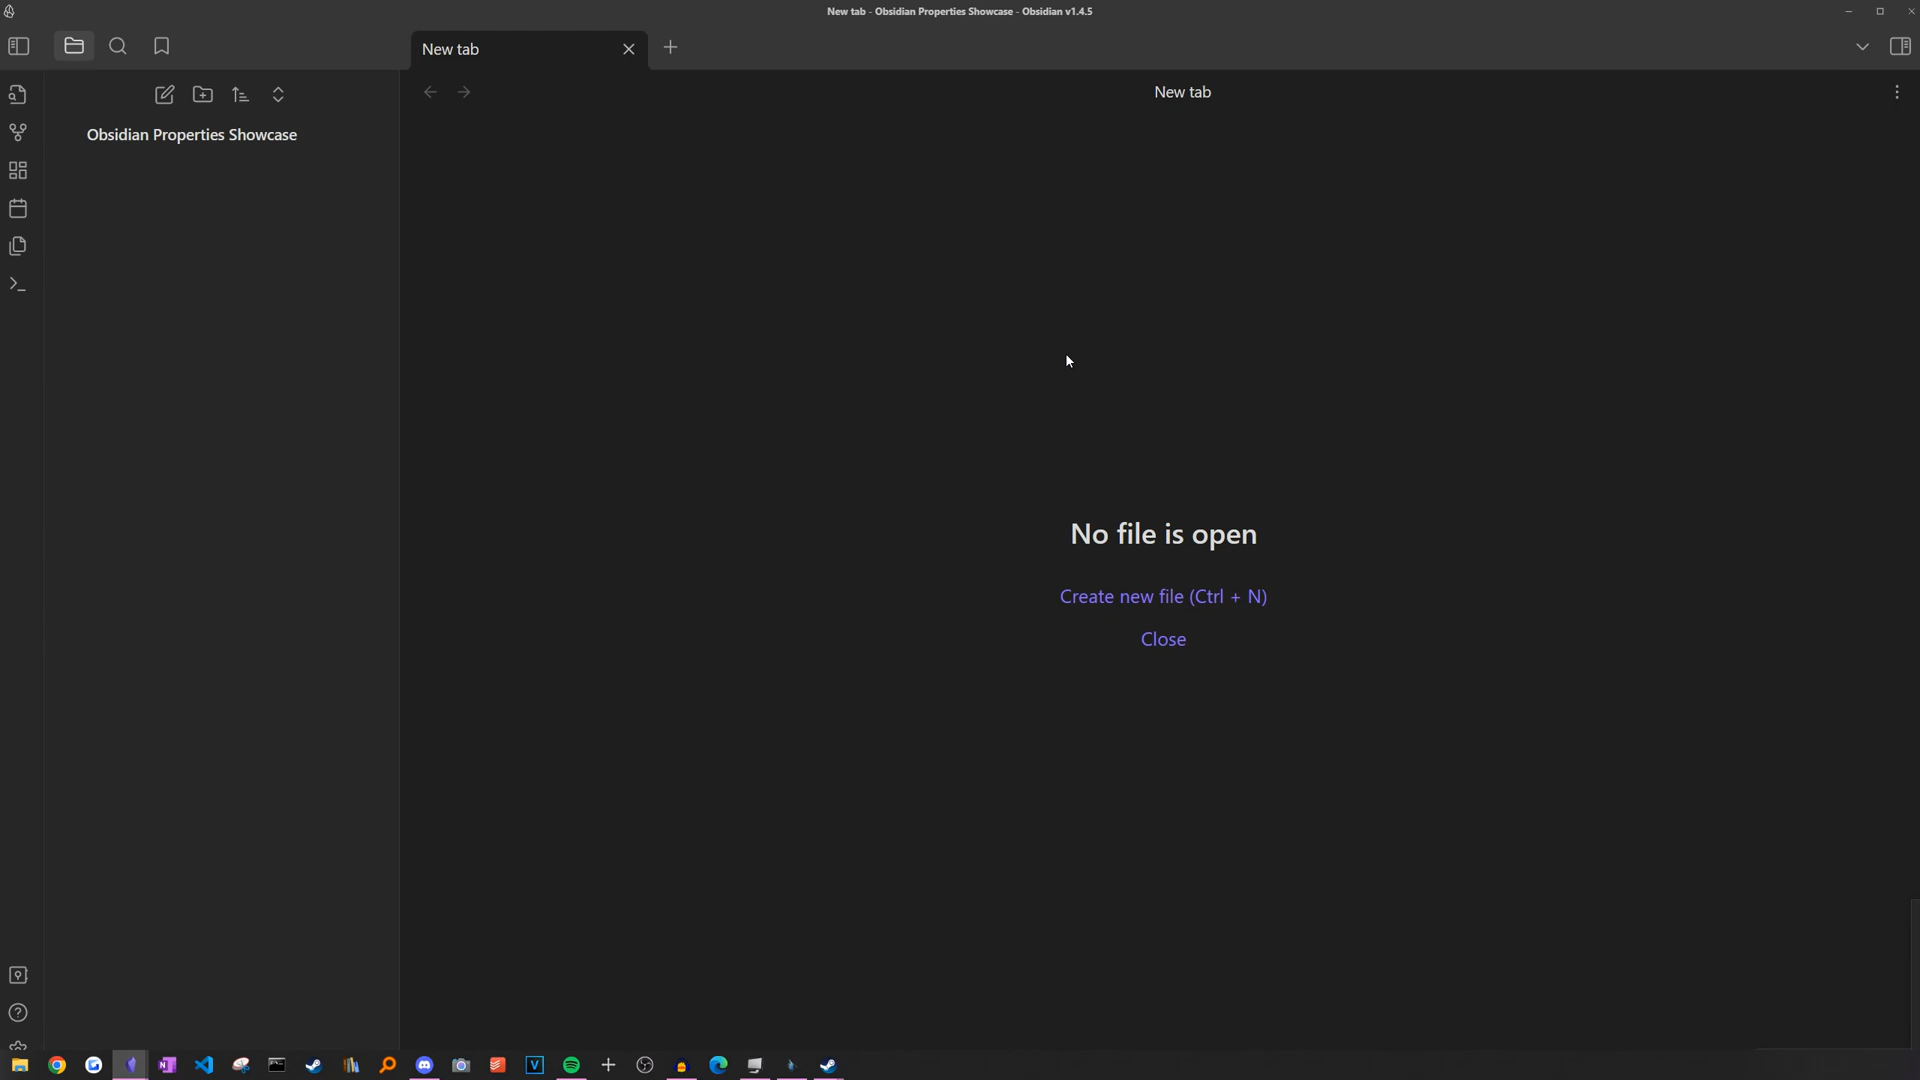 New tab - Obsidian Properties Showcase - Obsidian v1.4.5
New tab
New tab
Obsidian Properties Showcase
No file is open
Create new file (Ctrl + N)
Close